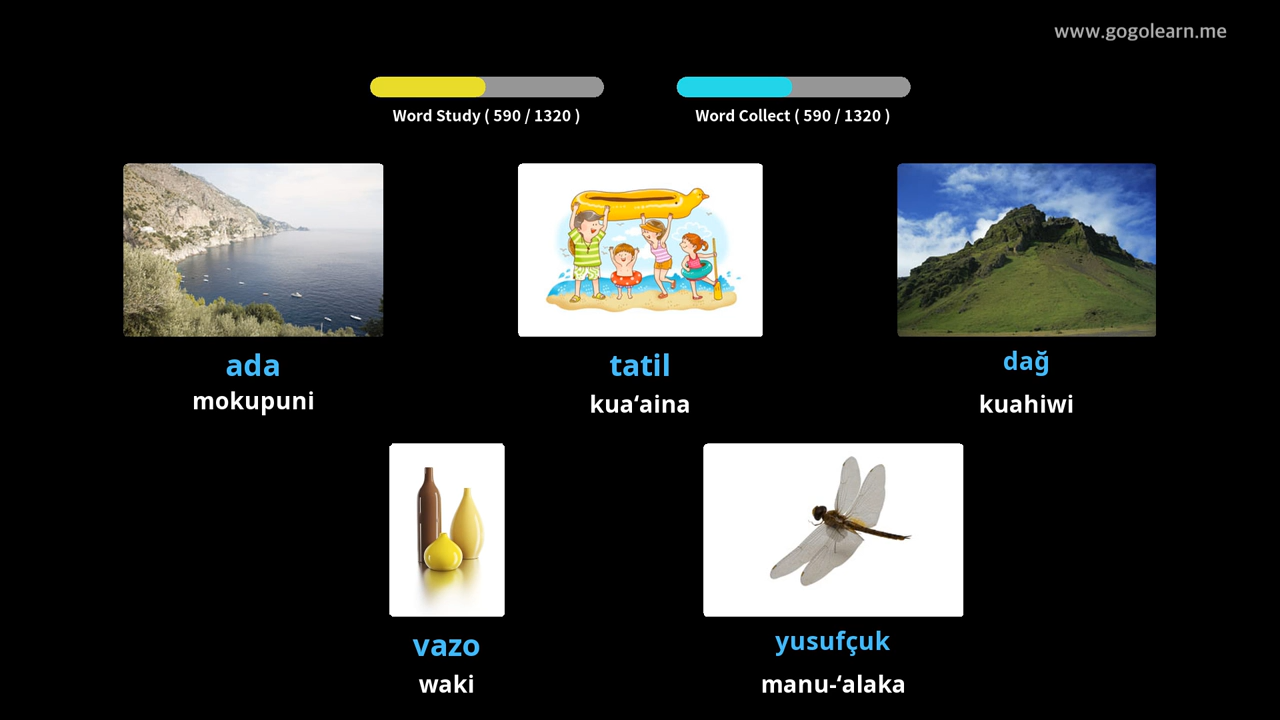 www.gogolearn.me
Word Study ( 590 / 1320 )
Word Collect ( 590 / 1320 )
ada
mokupuni
tatil
kuaʻaina
dağ
kuahiwi
vazo
waki
yusufçuk
manu-ʻalaka